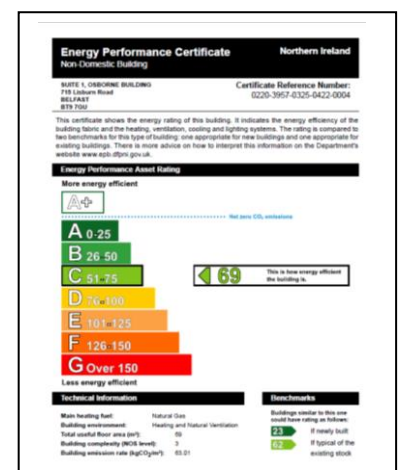 Energy Performance Certificate
Northern Ireland
Non-Domestic Building
SUITE 1, OSBORNE BUILDING
718 Lisburn Road
BELFAST
BT9 7GU
Certificate Reference Number:
0220-3957-0325-0422-0004
This certificate shows the energy rating of this building. It indicates the energy efficiency of the
building fabric and the heating, ventilation, cooling and lighting systems. The rating is compared to
two benchmarks for this type of building: one appropriate for new buildings and one appropriate for
existing buildings. There is more advice on how to interpret this information on the Department's
website www.epb.dfpni.gov.uk.
Energy Performance Asset Rating
More energy efficient
A+
Net zero CO₂ emissions
A 0-25
B 26-50
C 51-75
69
This is how energy efficient
the building is.
D 76-100
E 101-125
F 126-150
G Over 150
Less energy efficient
Technical Information
Main heating fuel: Natural Gas
Building environment: Heating and Natural Ventilation
Total useful floor area (m²):
Building complexity (NOS level): 3
Building emission rate (kgCO₂/m²): 63.01
Benchmarks
Buildings similar to this one
could have rating as follows:
23 If newly built
62 If typical of the
existing stock